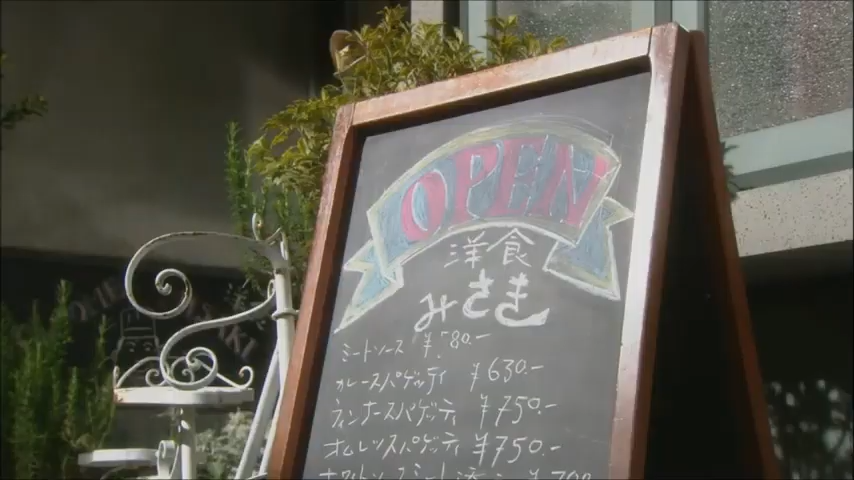 OPEN
洋食
みさき
ミートソース ¥580.-
カレースパゲッティ ¥630.-
ウィンナースパゲッティ ¥750.-
オムレツスパゲッティ ¥750.-